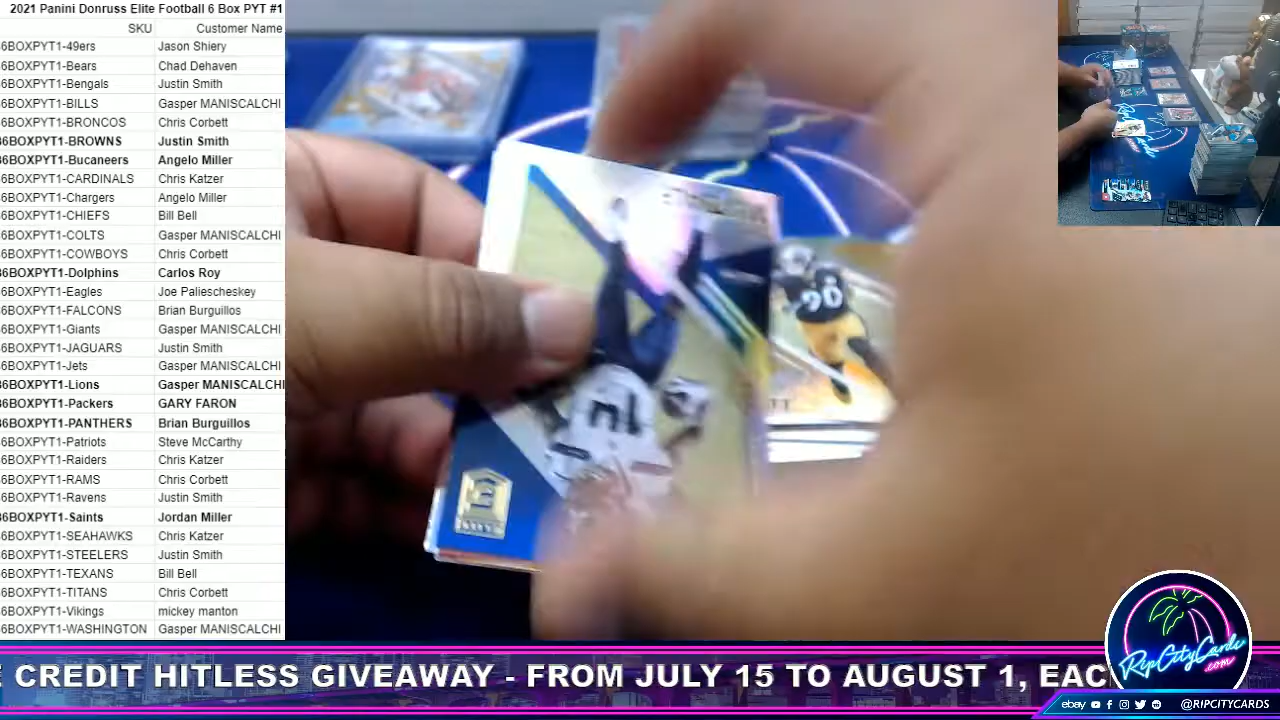 2021 Panini Donruss Elite Football 6 Box PYT #1
SKU Customer Name
6BOXPYT1-49ers Jason Shiery
6BOXPYT1-Bears Chad Dehaven
6BOXPYT1-Bengals Justin Smith
6BOXPYT1-BILLS Gasper MANISCALCHI
6BOXPYT1-BRONCOS Chris Corbett
6BOXPYT1-BROWNS Justin Smith
6BOXPYT1-Bucaneers Angelo Miller
6BOXPYT1-CARDINALS Chris Katzer
6BOXPYT1-Chargers Angelo Miller
6BOXPYT1-CHIEFS Bill Bell
6BOXPYT1-COLTS Gasper MANISCALCHI
6BOXPYT1-COWBOYS Chris Corbett
6BOXPYT1-Dolphins Carlos Roy
6BOXPYT1-Eagles Joe Paliescheskey
6BOXPYT1-FALCONS Brian Burguillos
6BOXPYT1-Giants Gasper MANISCALCHI
6BOXPYT1-JAGUARS Justin Smith
6BOXPYT1-Jets Gasper MANISCALCHI
6BOXPYT1-Lions Gasper MANISCALCHI
6BOXPYT1-Packers GARY FARON
6BOXPYT1-PANTHERS Brian Burguillos
6BOXPYT1-Patriots Steve McCarthy
6BOXPYT1-Raiders Chris Katzer
6BOXPYT1-RAMS Chris Corbett
6BOXPYT1-Ravens Justin Smith
6BOXPYT1-Saints Jordan Miller
6BOXPYT1-SEAHAWKS Chris Katzer
6BOXPYT1-STEELERS Justin Smith
6BOXPYT1-TEXANS Bill Bell
6BOXPYT1-TITANS Chris Corbett
6BOXPYT1-Vikings mickey manton
6BOXPYT1-WASHINGTON Gasper MANISCALCHI
90
RipCityCards
.com
CREDIT HITLESS GIVEAWAY - FROM JULY 15 TO AUGUST 1, EAC
ebay @RIPCITYCARDS